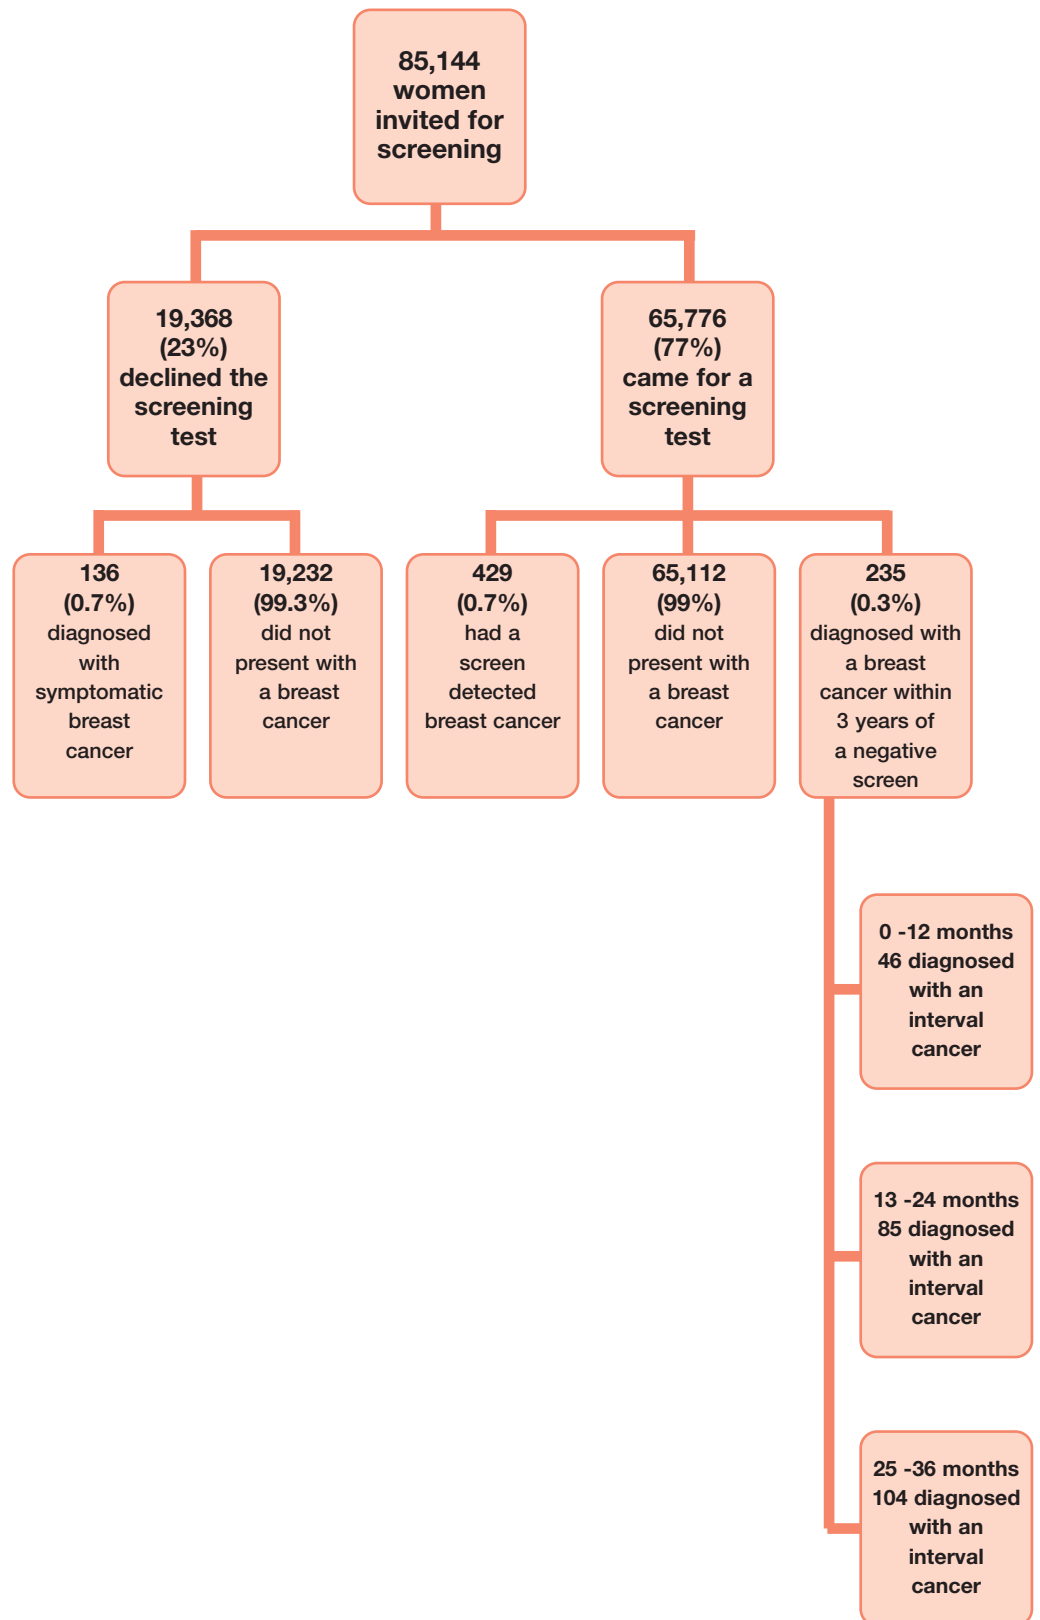 85,144
women
invited for
screening
19,368
(23%)
declined the
screening
test
65,776
(77%)
came for a
screening
test
136
(0.7%)
diagnosed
with
symptomatic
breast
cancer
19,232
(99.3%)
did not
present with
a breast
cancer
429
(0.7%)
had a
screen
detected
breast cancer
65,112
(99%)
did not
present with
a breast
cancer
235
(0.3%)
diagnosed with
a breast
cancer within
3 years of
a negative
screen
0 -12 months
46 diagnosed
with an
interval
cancer
13 -24 months
85 diagnosed
with an
interval
cancer
25 -36 months
104 diagnosed
with an
interval
cancer